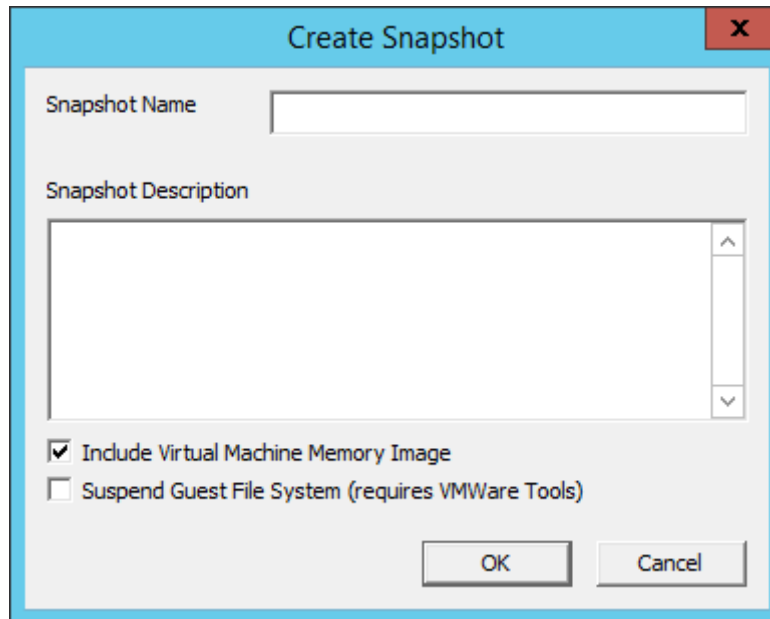 Create Snapshot
x
Snapshot Name
Snapshot Description
Include Virtual Machine Memory Image
Suspend Guest File System (requires VMWare Tools)
OK Cancel